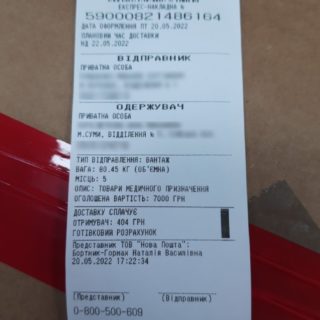 ЕКСПРЕС-НАКЛАДНА №
59000821486164
ДАТА ОФОРМЛЕННЯ ПТ 20.05.2022
ПЛАНОВИЙ ЧАС ДОСТАВКИ
НД 22.05.2022
ВІДПРАВНИК
ПРИВАТНА ОСОБА
ОДЕРЖУВАЧ
ПРИВАТНА ОСОБА
М.СУМИ, ВІДДІЛЕННЯ №
ТИП ВІДПРАВЛЕННЯ: ВАНТАЖ
ВАГА: 80.45 КГ (ОБ'ЄМНА)
МІСЦЬ: 5
ОПИС: ТОВАРИ МЕДИЧНОГО ПРИЗНАЧЕННЯ
ОГОЛОШЕНА ВАРТІСТЬ: 7000 ГРН
ДОСТАВКУ СПЛАЧУЄ
ОТРИМУВАЧ: 404 ГРН
ГОТІВКОВИЙ РОЗРАХУНОК
Представник ТОВ "Нова Пошта":
Бортник-Гормах Наталія Василівна
20.05.2022 17:22:34
(Представник) (Відправник)
0-800-500-609